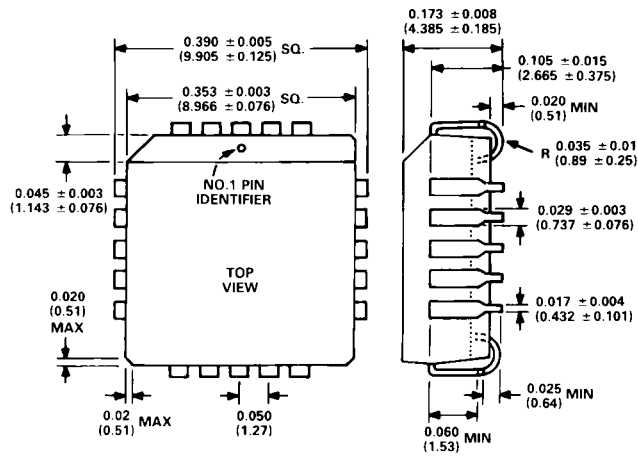 0.390 ±0.005 SQ.
(9.905 ±0.125)
0.353 ±0.003 SQ.
(8.966 ±0.076)
0.045 ±0.003
(1.143 ±0.076)
NO.1 PIN
IDENTIFIER
TOP
VIEW
0.020
(0.51)
MAX
0.02 MAX
(0.51)
0.050
(1.27)
0.173 ±0.008
(4.385 ±0.185)
0.105 ±0.015
(2.665 ±0.375)
0.020 MIN
(0.51)
R 0.035 ±0.01
(0.89 ±0.25)
0.029 ±0.003
(0.737 ±0.076)
0.017 ±0.004
(0.432 ±0.101)
0.025 MIN
(0.64)
0.060 MIN
(1.53)